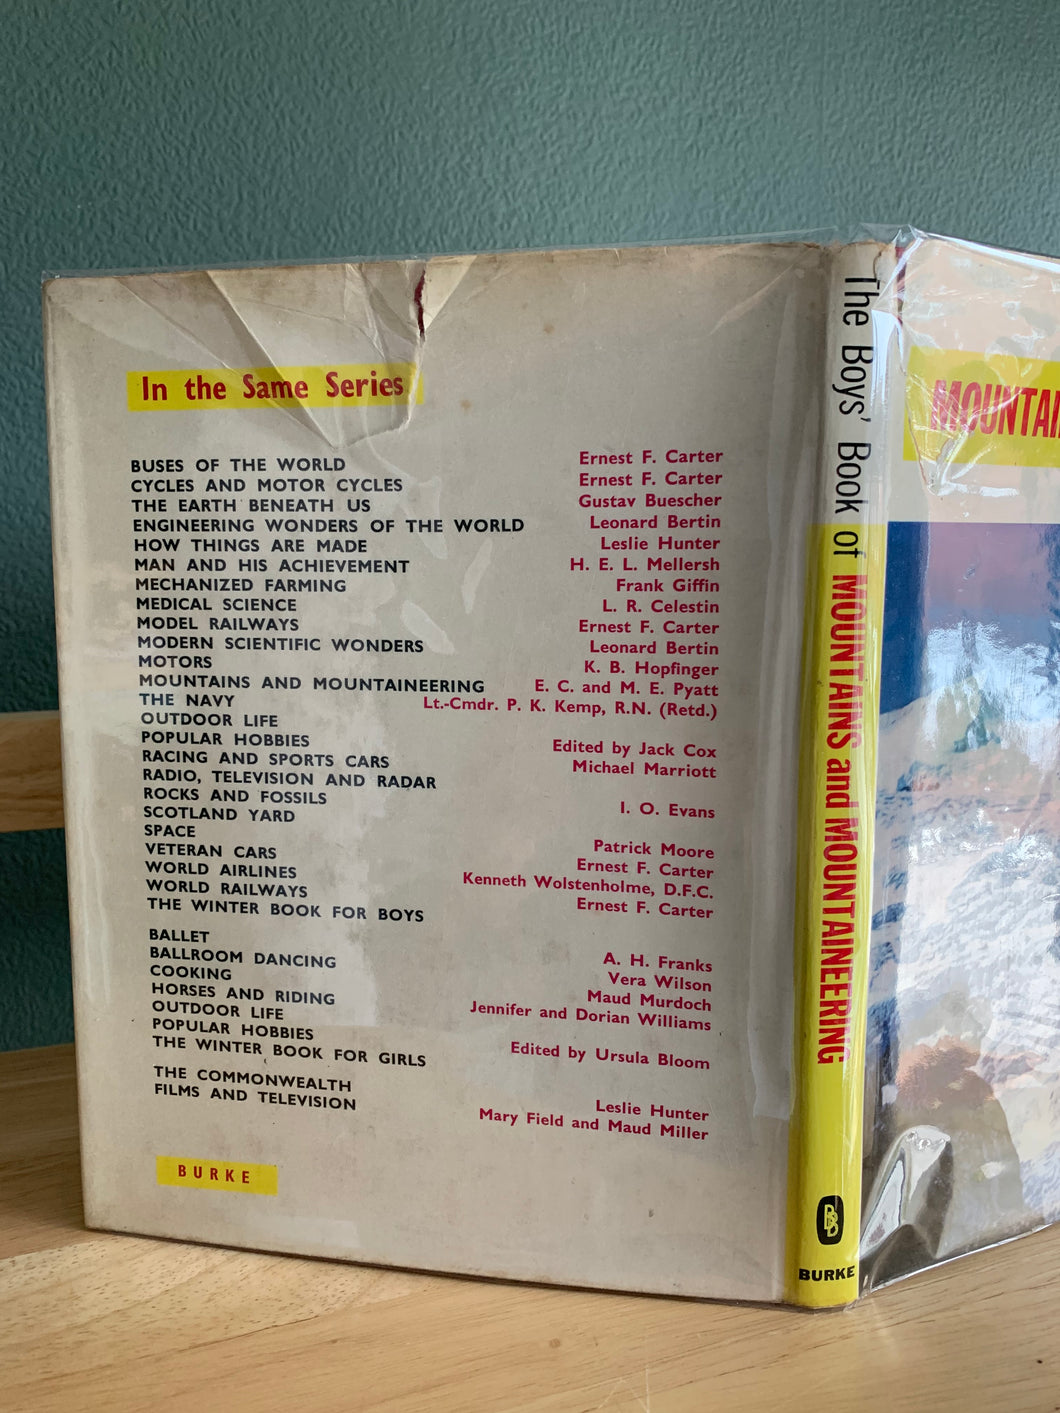 In the Same Series
BUSES OF THE WORLD Ernest F. Carter
CYCLES AND MOTOR CYCLES Ernest F. Carter
THE EARTH BENEATH US Gustav Buescher
ENGINEERING WONDERS OF THE WORLD Leonard Bertin
HOW THINGS ARE MADE Leslie Hunter
MAN AND HIS ACHIEVEMENT H. E. L. Mellersh
MECHANIZED FARMING Frank Giffin
MEDICAL SCIENCE L. R. Celestin
MODEL RAILWAYS Ernest F. Carter
MODERN SCIENTIFIC WONDERS Leonard Bertin
MOTORS K. B. Hopfinger
MOUNTAINS AND MOUNTAINEERING E. C. and M. E. Pyatt
THE NAVY Lt.-Cmdr. P. K. Kemp, R.N. (Retd.)
OUTDOOR LIFE
POPULAR HOBBIES Edited by Jack Cox
RACING AND SPORTS CARS Michael Marriott
RADIO, TELEVISION AND RADAR
ROCKS AND FOSSILS I. O. Evans
SCOTLAND YARD
SPACE Patrick Moore
VETERAN CARS Ernest F. Carter
WORLD AIRLINES Kenneth Wolstenholme, D.F.C.
WORLD RAILWAYS Ernest F. Carter
THE WINTER BOOK FOR BOYS
BALLET A. H. Franks
BALLROOM DANCING Vera Wilson
COOKING Maud Murdoch
HORSES AND RIDING Jennifer and Dorian Williams
OUTDOOR LIFE
POPULAR HOBBIES Edited by Ursula Bloom
THE WINTER BOOK FOR GIRLS
THE COMMONWEALTH Leslie Hunter
FILMS AND TELEVISION Mary Field and Maud Miller
BURKE
The Boys' Book of MOUNTAINS and MOUNTAINEERING
BURKE